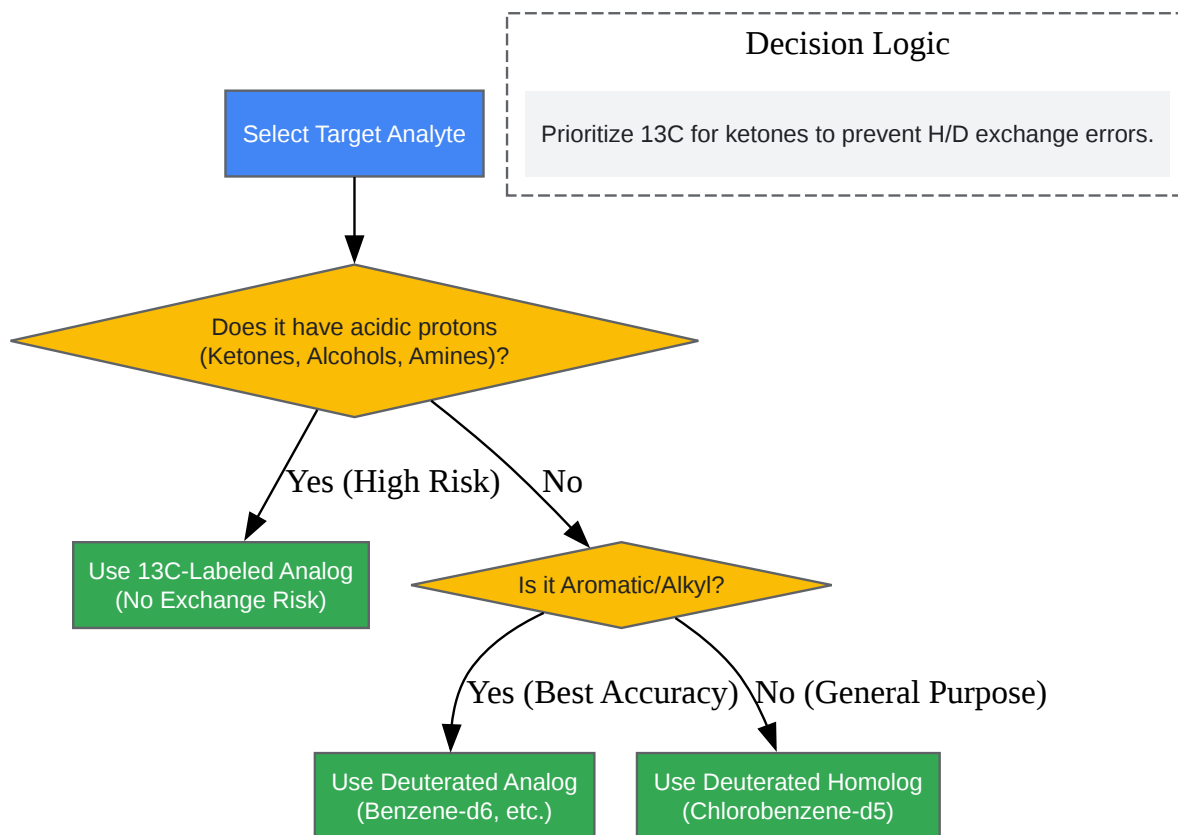 Decision Logic
Select Target Analyte
Prioritize 13C for ketones to prevent H/D exchange errors.
Does it have acidic protons
(Ketones, Alcohols, Amines)?
Yes (High Risk)
No
Use 13C-Labeled Analog
(No Exchange Risk)
Is it Aromatic/Alkyl?
Yes (Best Accuracy)
No (General Purpose)
Use Deuterated Analog
(Benzene-d6, etc.)
Use Deuterated Homolog
(Chlorobenzene-d5)